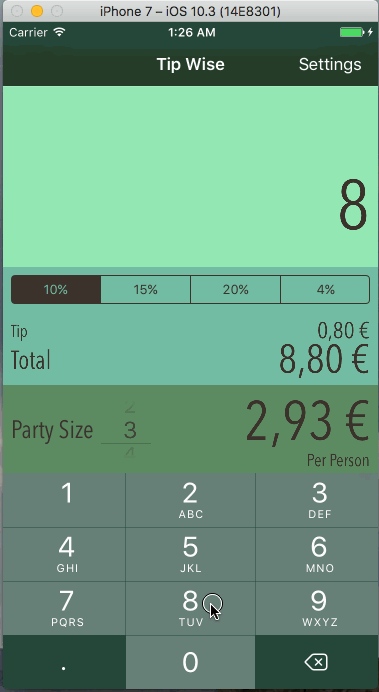 iPhone 7 – iOS 10.3 (14E8301)
Carrier 1:26 AM
Tip Wise Settings
8
10% 15% 20% 4%
Tip 0,80 €
Total 8,80 €
2
Party Size 3 2,93 €
4
Per Person
1 2 3
ABC DEF
4 5 6
GHI JKL MNO
7 8 9
PQRS TUV WXYZ
. 0